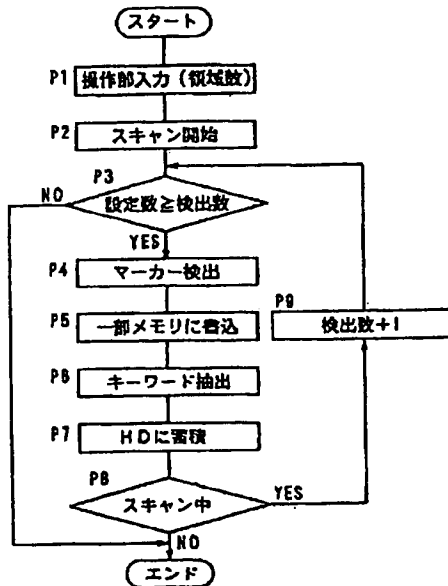 スタート
P1 操作部入力(領域数)
P2 スキャン開始
P3
設定数≧検出数
NO
YES
P4 マーカー検出
P5 一部メモリに書込
P6 キーワード抽出
P7 HDに蓄積
P8
スキャン中
YES
NO
P9
検出数+1
エンド